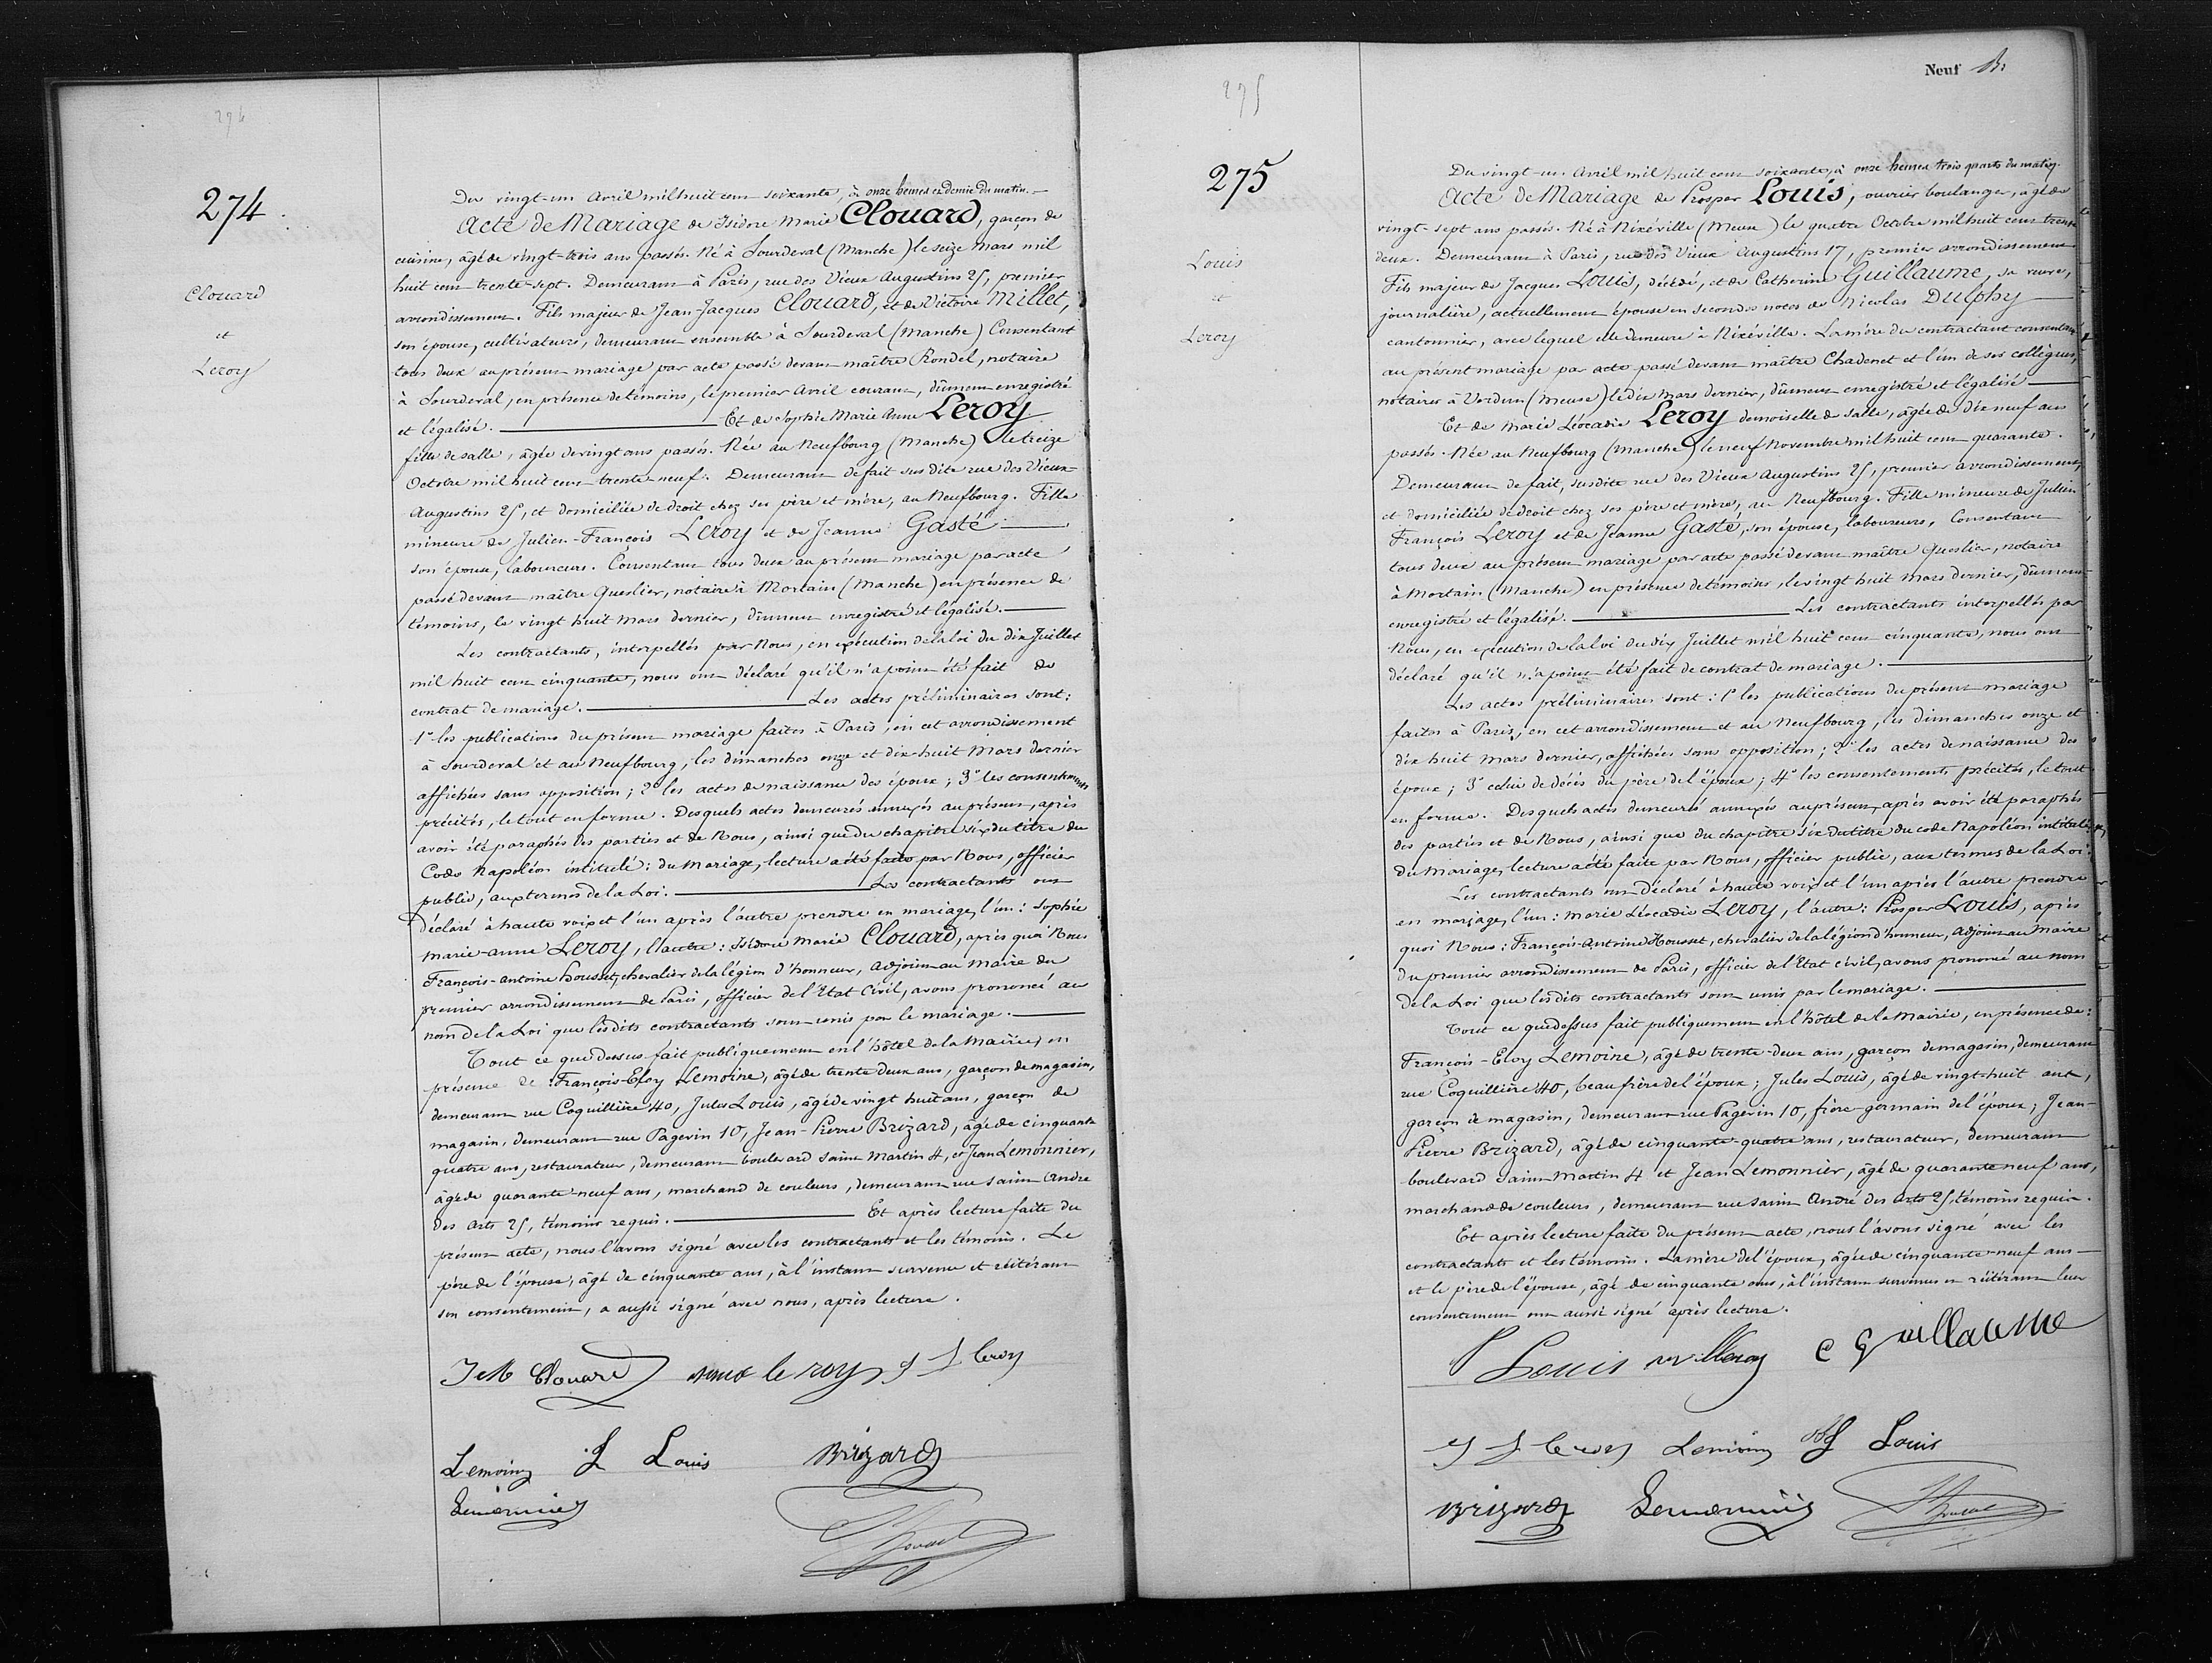 274
Clouard
et
Leroy
Du vingt-un Avril mil huit cent soixante, à onze heures et demie du matin.
Acte de Mariage de Isidore Marie Clouard, garçon de
cuisine, âgé de vingt-trois ans passés. Né à Sourdeval (Manche) le seize Mars mil
huit cent trente-sept. Demeurant à Paris, rue des Vieux Augustins 25, premier
arrondissement. Fils majeur de Jean-Jacques Clouard, et de Victoire Millet,
son épouse, cultivateurs, demeurant ensemble à Sourdeval (Manche) Consentant
tous deux au présent mariage par acte passé devant maître Rondel, notaire
à Sourdeval, en présence de témoins, le premier Avril courant, dûment enregistré
et légalisé. Et de Sophie Marie Anne Leroy
fille de salle, âgée de vingt ans passés. Née au Neufbourg (Manche) le treize
Octobre mil huit cent trente-neuf. Demeurant de fait susdite rue des Vieux-
Augustins 25, et domiciliée de droit chez ses père et mère, au Neufbourg. Fille
mineure de Julien-François Leroy et de Jeanne Gasté
son épouse, laboureurs. Consentant tous deux au présent mariage par acte
passé devant maître Queslier, notaire à Mortain (Manche) en présence de
témoins, le vingt huit Mars dernier, dûment enregistré et légalisé.
Les contractants, interpellés par Nous, en exécution de la loi du dix Juillet
mil huit cent cinquante, nous ont déclaré qu'il n'a point été fait de
contrat de mariage. Les actes préliminaires sont:
1° les publications du présent mariage faites à Paris, en cet arrondissement
à Sourdeval et au Neufbourg, les dimanches onze et dix-huit Mars dernier
affichées sans opposition; 2° les actes de naissance des époux; 3° les consentements
précités, le tout en forme. Desquels actes demeurés annexés au présent, après
avoir été paraphés des parties et de Nous, ainsi que du chapitre six du titre du
Code Napoléon intitulé: du Mariage, lecture a été faite par Nous, officier
public, aux termes de la Loi. Les contractants ont
déclaré à haute voix et l'un après l'autre prendre en mariage, l'un: Sophie
Marie-Anne Leroy, l'autre: Isidore Marie Clouard, après quoi Nous
François-Antoine Housset, chevalier de la légion d'honneur, Adjoint au Maire du
premier arrondissement de Paris, officier de l'Etat Civil, avons prononcé au
nom de la Loi que lesdits contractants sont unis par le mariage.
Tout ce que dessus fait publiquement en l'hôtel de la Mairie, en
présence de: François-Eloy Lemoine, âgé de trente deux ans, garçon de magasin,
demeurant rue Coquillière 40, Jules Louis, âgé de vingt huit ans, garçon de
magasin, demeurant rue Pagevin 10, Jean-Pierre Brizard, âgé de cinquante
quatre ans, restaurateur, demeurant boulevard Saint Martin 4, et Jean Lemonnier,
âgé de quarante-neuf ans, marchand de couleurs, demeurant rue Saint André
des Arts 25, témoins requis. Et après lecture faite du
présent acte, nous l'avons signé avec les contractants et les témoins. Le
père de l'épouse, âgé de cinquante ans, à l'instant survenu et réitérant
son consentement, a aussi signé avec nous, après lecture.
I M Clouard le roy J f leroy
Lemoine J Louis Brizard
Lemonnier
Neuf
275
275
Louis
et
Leroy
Du vingt-un Avril mil huit cent soixante, à onze heures trois quarts du matin.
Acte de Mariage de Prosper Louis, ouvrier boulanger, âgé de
vingt-sept ans passés. Né à Nixéville (Meuse) le quatre Octobre mil huit cent trente
deux. Demeurant à Paris, rue des Vieux Augustins 17, premier arrondissement
Fils majeur de Jacques Louis, décédé, et de Catherine Guillaume, sa veuve,
journalière, actuellement épouse en secondes noces de Nicolas Dulphy
cantonnier, avec lequel elle demeure à Nixéville. La mère du contractant consentant
au présent mariage par acte passé devant maître Chadenet et l'un de ses collègues,
notaires à Verdun (Meuse) le dix Mars dernier, dûment enregistré et légalisé
Et de Marie Léocadie Leroy demoiselle de salle, âgée de dix neuf ans
passés. Née au Neufbourg (Manche) le neuf Novembre mil huit cent quarante.
Demeurant de fait, susdite rue des Vieux Augustins 25, premier arrondissement,
et domiciliée de droit chez ses père et mère, au Neufbourg. Fille mineure de Julien
François Leroy et de Jeanne Gasté, son épouse, laboureurs, Consentant
tous deux au présent mariage par acte passé devant maître Queslier, notaire
à Mortain (Manche) en présence de témoins, le vingt huit Mars dernier, dûment
enregistré et légalisé. Les contractants interpellés par
Nous, en exécution de la loi du dix Juillet mil huit cent cinquante, nous ont
déclaré qu'il n'a point été fait de contrat de mariage.
Les actes préliminaires sont: 1° les publications du présent mariage
faites à Paris, en cet arrondissement et au Neufbourg, les dimanches onze et
dix huit Mars dernier, affichées sans opposition; 2° les actes de naissance des
époux; 3° celui de décès du père de l'époux; 4° les consentements précités, le tout
en forme. Desquels actes demeurés annexés au présent, après avoir été paraphés
des parties et de Nous, ainsi que du chapitre six du titre du code Napoléon intitulé
du Mariage, lecture a été faite par Nous, officier public, aux termes de la Loi.
Les contractants ont déclaré à haute voix et l'un après l'autre prendre
en mariage, l'un: Marie Léocadie Leroy, l'autre: Prosper Louis, après
quoi Nous: François-Antoine Housset, chevalier de la légion d'honneur, Adjoint au Maire
du premier arrondissement de Paris, officier de l'Etat civil, avons prononcé au nom
de la Loi que lesdits contractants sont unis par le mariage.
Tout ce que dessus fait publiquement en l'hôtel de la Mairie, en présence de:
François-Eloy Lemoine, âgé de trente-deux ans, garçon de magasin, demeurant
rue Coquillière 40, beau frère de l'époux; Jules Louis, âgé de vingt-huit ans,
garçon de magasin, demeurant rue Pagevin 10, frère germain de l'époux; Jean-
Pierre Brizard, âgé de cinquante-quatre ans, restaurateur, demeurant
boulevard Saint Martin 4 et Jean Lemonnier, âgé de quarante neuf ans,
marchand de couleurs, demeurant rue Saint André des Arts 25, témoins requis.
Et après lecture faite du présent acte, nous l'avons signé avec les
contractants et les témoins. La mère de l'époux, âgée de cinquante-neuf ans
et le père de l'épouse, âgé de cinquante ans, à l'instant survenus et réitérant leur
consentement ont aussi signé après lecture.
P Louis C Guillaume
J f leroy Lemoine J Louis
Brizard Lemonnier